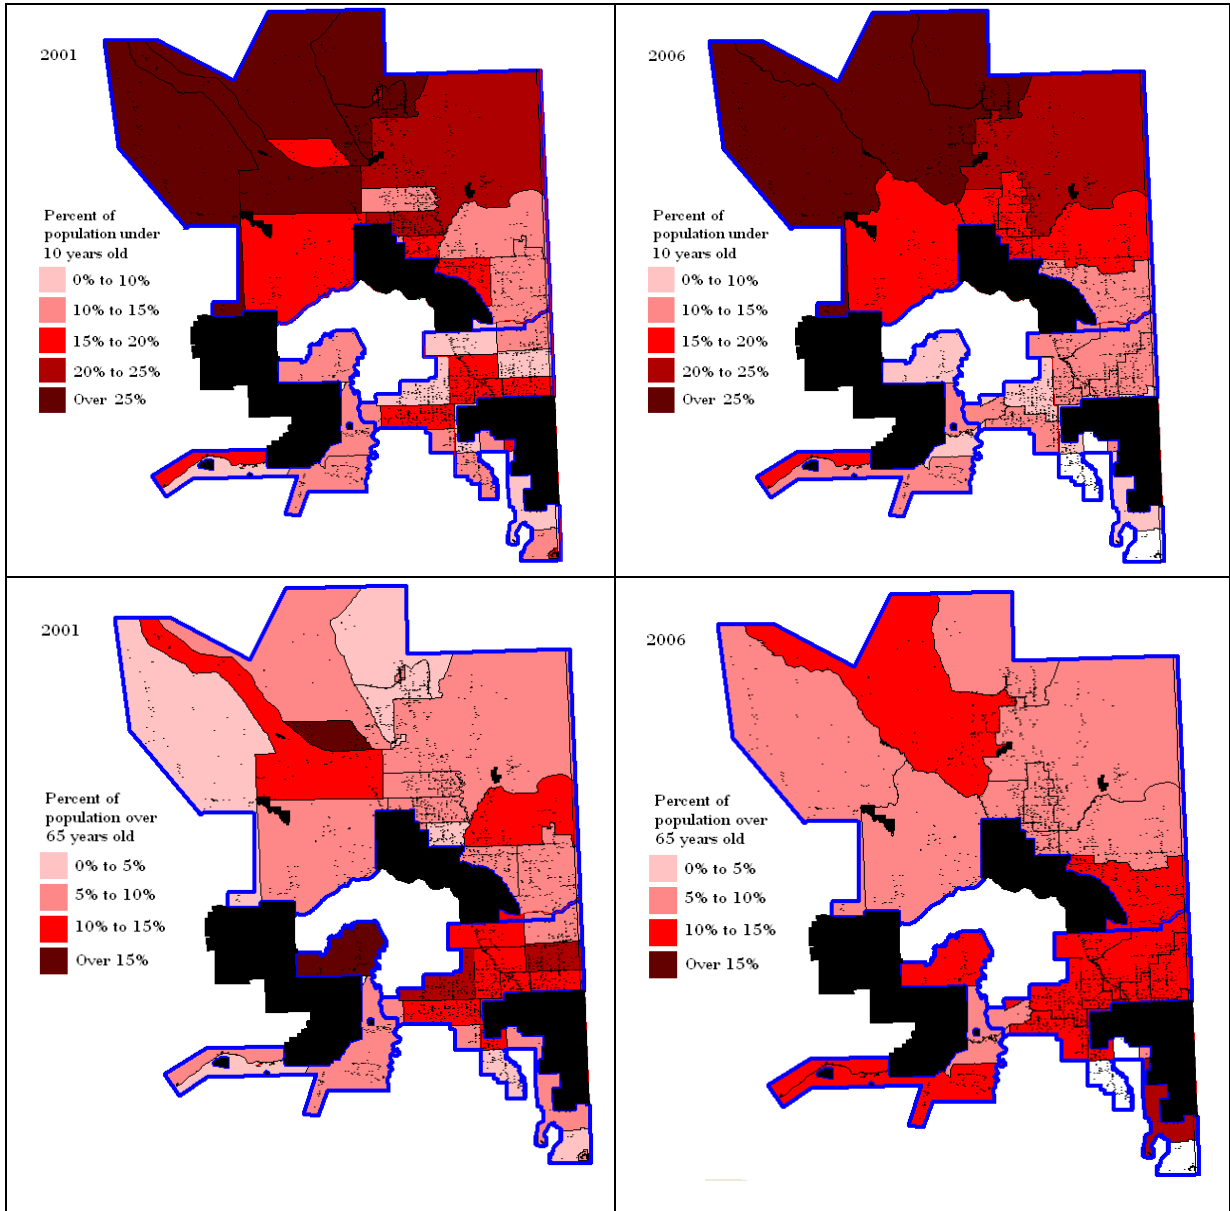 2001
Percent of
population under
10 years old
0% to 10%
10% to 15%
15% to 20%
20% to 25%
Over 25%
2006
Percent of
population under
10 years old
0% to 10%
10% to 15%
15% to 20%
20% to 25%
Over 25%
2001
Percent of
population over
65 years old
0% to 5%
5% to 10%
10% to 15%
Over 15%
2006
Percent of
population over
65 years old
0% to 5%
5% to 10%
10% to 15%
Over 15%